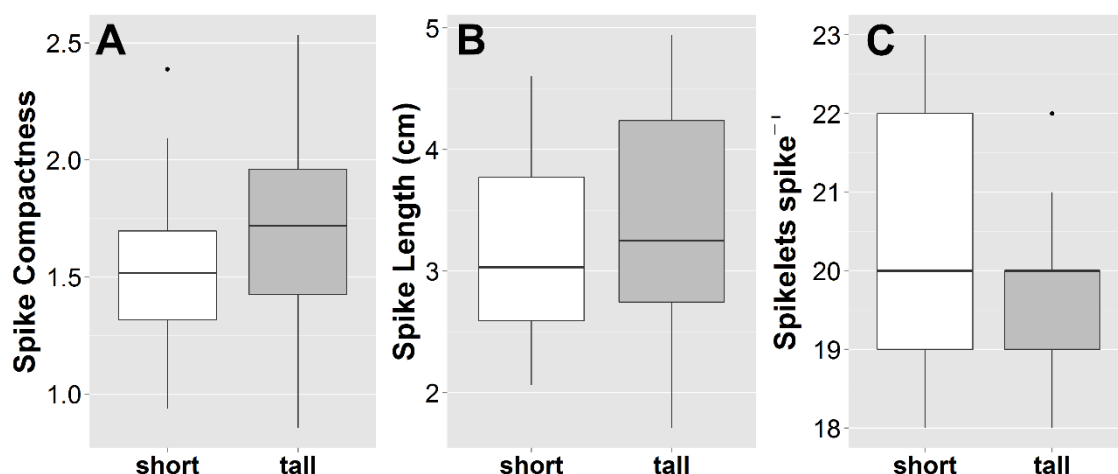 A
Spike Compactness
2.5
2.0
1.5
1.0
short tall
B
Spike Length (cm)
5
4
3
2
short tall
C
Spikelets spike⁻¹
23
22
21
20
19
18
short tall